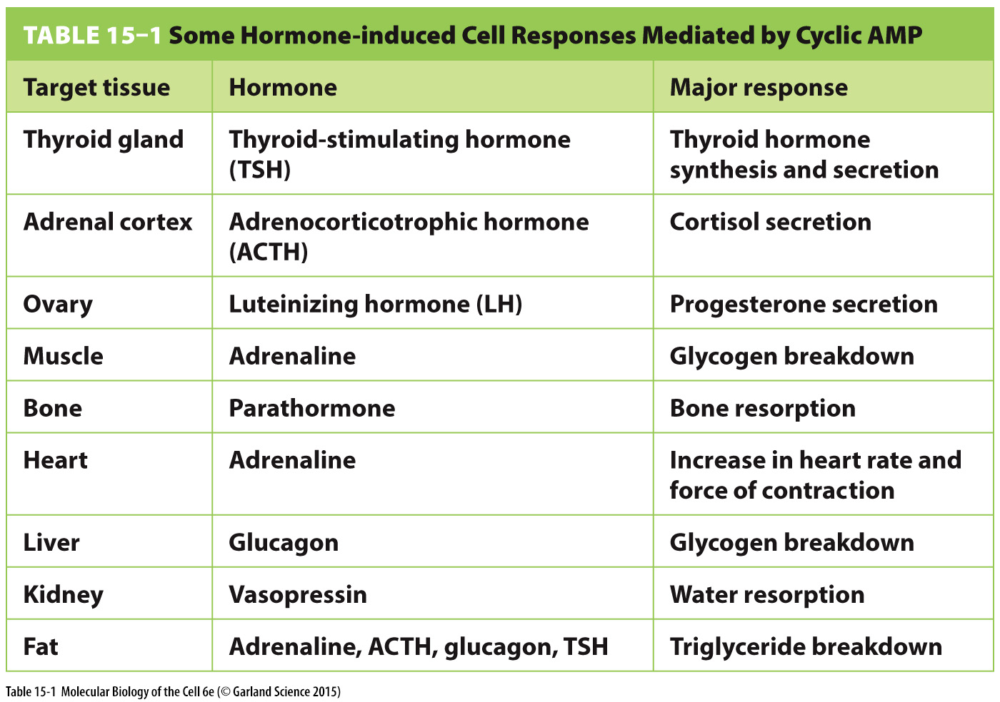 TABLE 15–1 Some Hormone-induced Cell Responses Mediated by Cyclic AMP
Target tissue Hormone Major response
Thyroid gland Thyroid-stimulating hormone Thyroid hormone
(TSH) synthesis and secretion
Adrenal cortex Adrenocorticotrophic hormone Cortisol secretion
(ACTH)
Ovary Luteinizing hormone (LH) Progesterone secretion
Muscle Adrenaline Glycogen breakdown
Bone Parathormone Bone resorption
Heart Adrenaline Increase in heart rate and
force of contraction
Liver Glucagon Glycogen breakdown
Kidney Vasopressin Water resorption
Fat Adrenaline, ACTH, glucagon, TSH Triglyceride breakdown
Table 15-1 Molecular Biology of the Cell 6e (© Garland Science 2015)